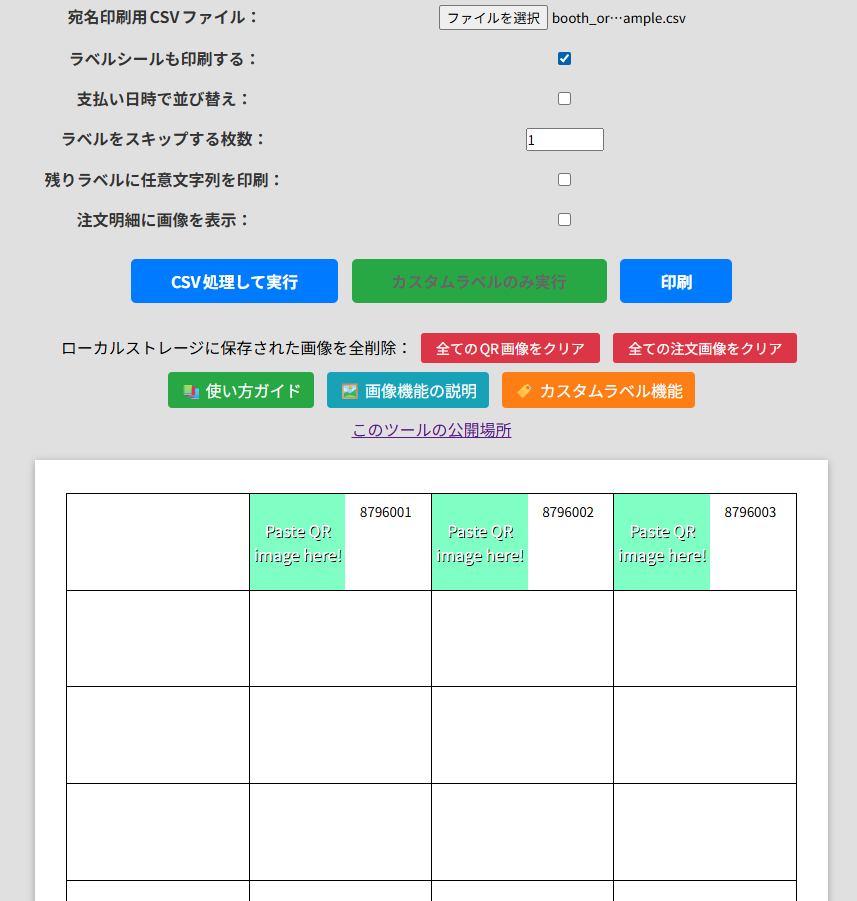 宛名印刷用CSVファイル：
ファイルを選択 booth_or…ample.csv
ラベルシールも印刷する：
支払い日時で並び替え：
ラベルをスキップする枚数：
1
残りラベルに任意文字列を印刷：
注文明細に画像を表示：
CSV処理して実行 カスタムラベルのみ実行 印刷
ローカルストレージに保存された画像を全削除： 全てのQR画像をクリア 全ての注文画像をクリア
使い方ガイド 画像機能の説明 カスタムラベル機能
このツールの公開場所
Paste QR image here!
8796001
Paste QR image here!
8796002
Paste QR image here!
8796003